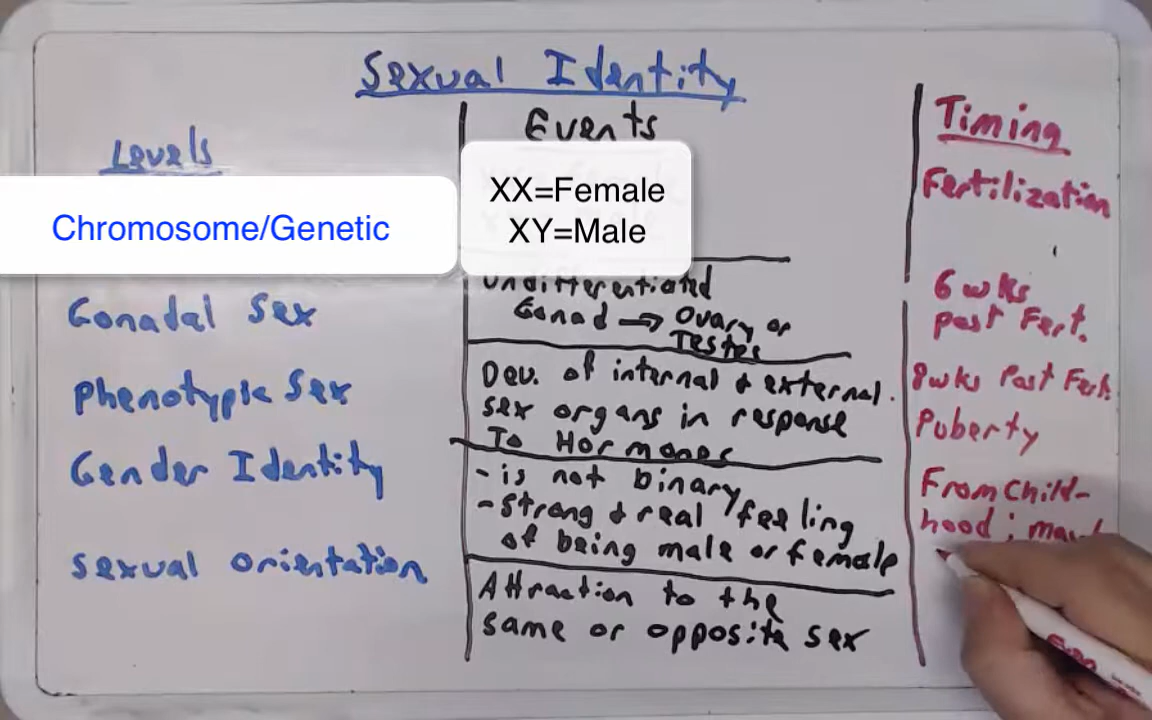 Sexual Identity
Levels
Events
Timing
Chromosome/Genetic
XX=Female
XY=Male
Fertilization
Gonadal Sex
Undifferentiated
Gonad → Ovary or
Testes
6 wks
past Fert.
Phenotypic Sex
Dev. of internal + external
sex organs in response
To Hormones
8wks Past Fert.
Puberty
Gender Identity
- is not binary
- Strong + real feeling
of being male or female
From Child-
hood;
Sexual orientation
Attraction to the
same or opposite sex